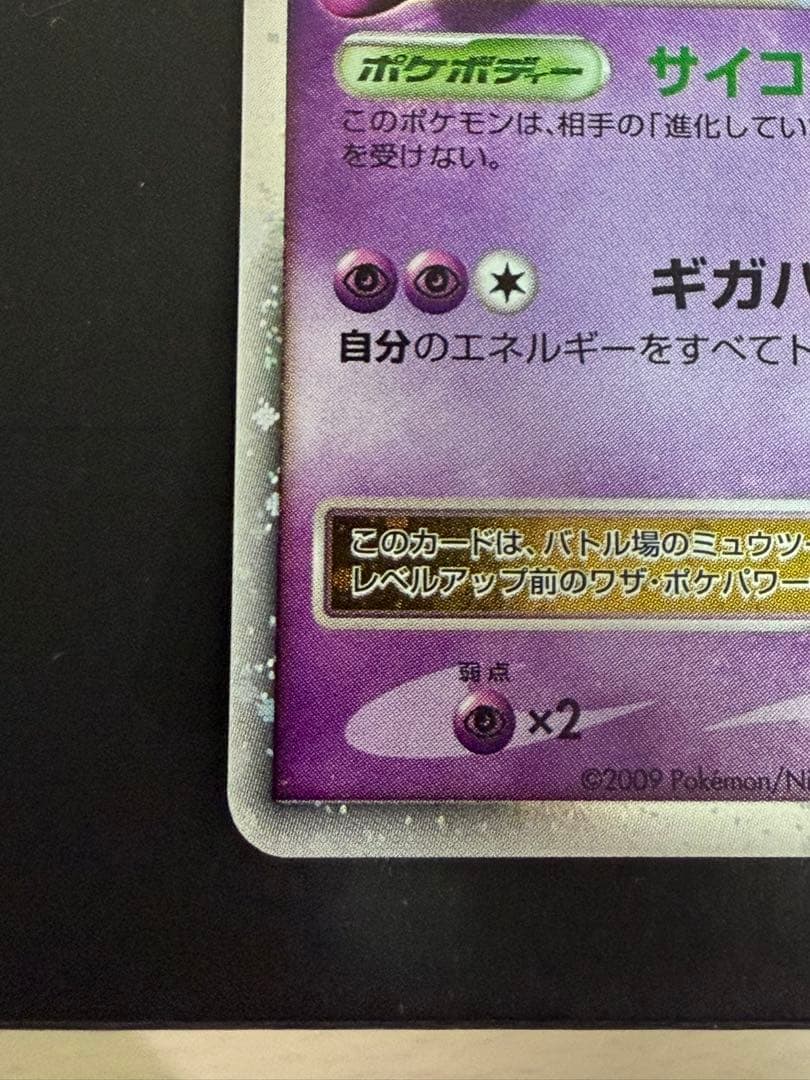 ポケボディー サイコ
このポケモンは、相手の「進化してい
を受けない。
ギガバ
自分のエネルギーをすべてト
このカードは、バトル場のミュウツー
レベルアップ前のワザ・ポケパワー
弱点
×2
©2009 Pokémon/Ni